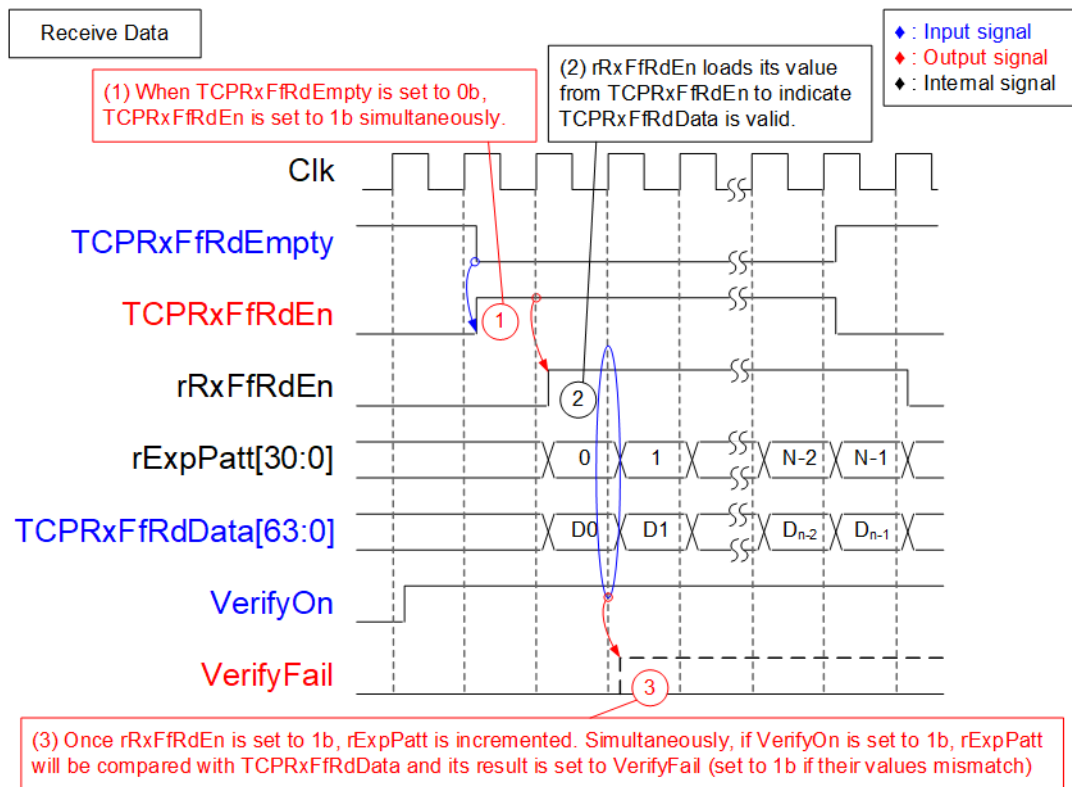 Receive Data
♦ : Input signal
♦ : Output signal
♦ : Internal signal
(1) When TCPRxFfRdEmpty is set to 0b,
TCPRxFfRdEn is set to 1b simultaneously.
(2) rRxFfRdEn loads its value
from TCPRxFfRdEn to indicate
TCPRxFfRdData is valid.
Clk
TCPRxFfRdEmpty
TCPRxFfRdEn
1
rRxFfRdEn
2
rExpPatt[30:0]
0 1 N-2 N-1
TCPRxFfRdData[63:0]
D0 D1 Dn-2 Dn-1
VerifyOn
VerifyFail
3
(3) Once rRxFfRdEn is set to 1b, rExpPatt is incremented. Simultaneously, if VerifyOn is set to 1b, rExpPatt
will be compared with TCPRxFfRdData and its result is set to VerifyFail (set to 1b if their values mismatch)